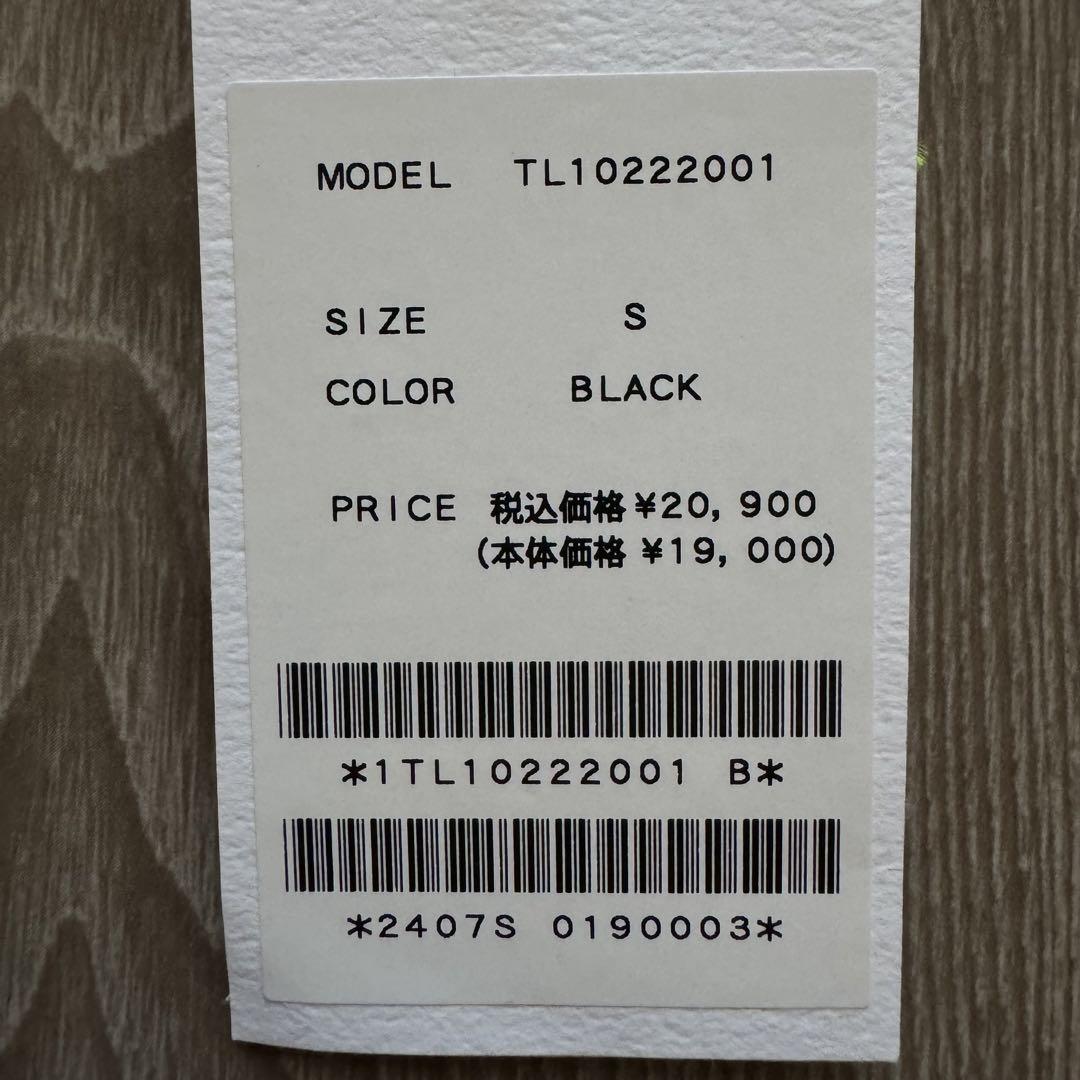 MODEL TL10222001
SIZE S
COLOR BLACK
PRICE 税込価格¥20,900
(本体価格 ¥19,000)
*1TL10222001 B*
*2407S 0190003*